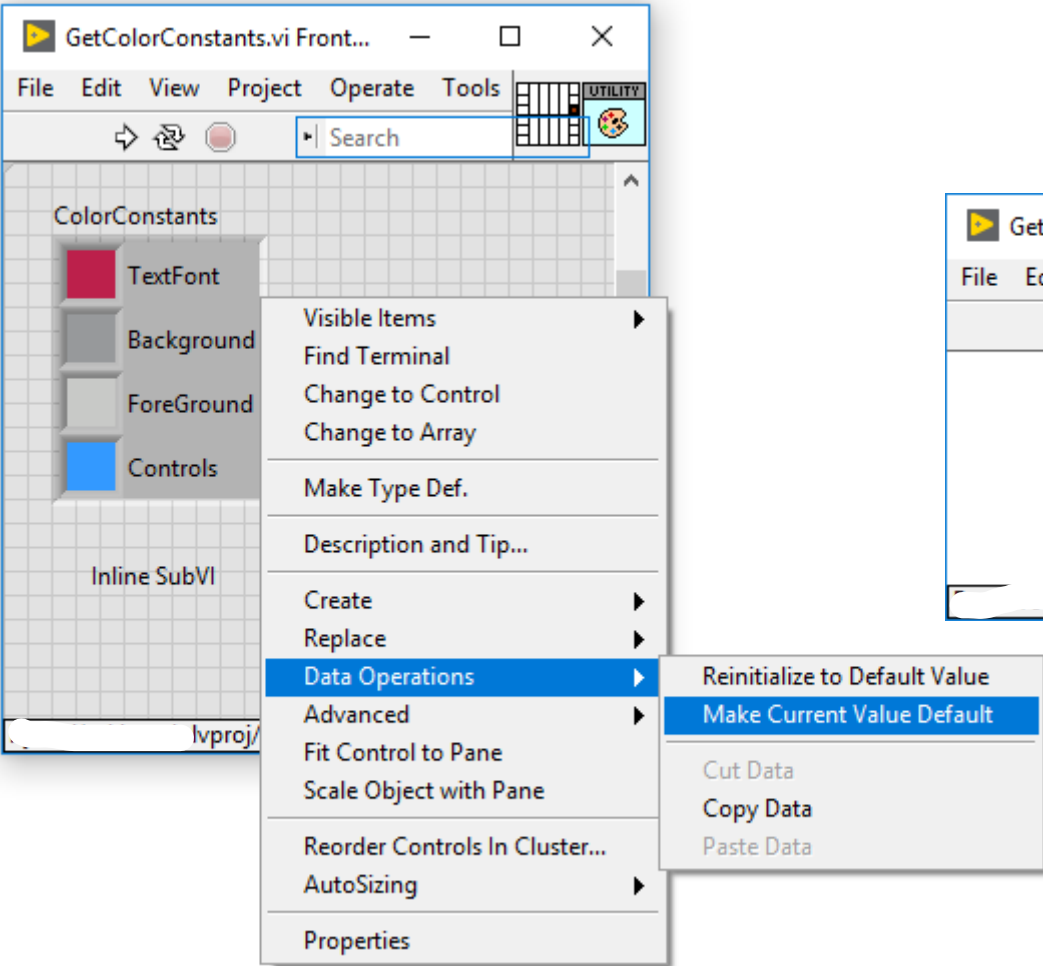 GetColorConstants.vi Front...
File Edit View Project Operate Tools
UTILITY
Search
ColorConstants
TextFont
Background
ForeGround
Controls
Inline SubVI
lvproj/
Visible Items
Find Terminal
Change to Control
Change to Array
Make Type Def.
Description and Tip...
Create
Replace
Data Operations
Advanced
Fit Control to Pane
Scale Object with Pane
Reorder Controls In Cluster...
AutoSizing
Properties
Reinitialize to Default Value
Make Current Value Default
Cut Data
Copy Data
Paste Data
Get
File